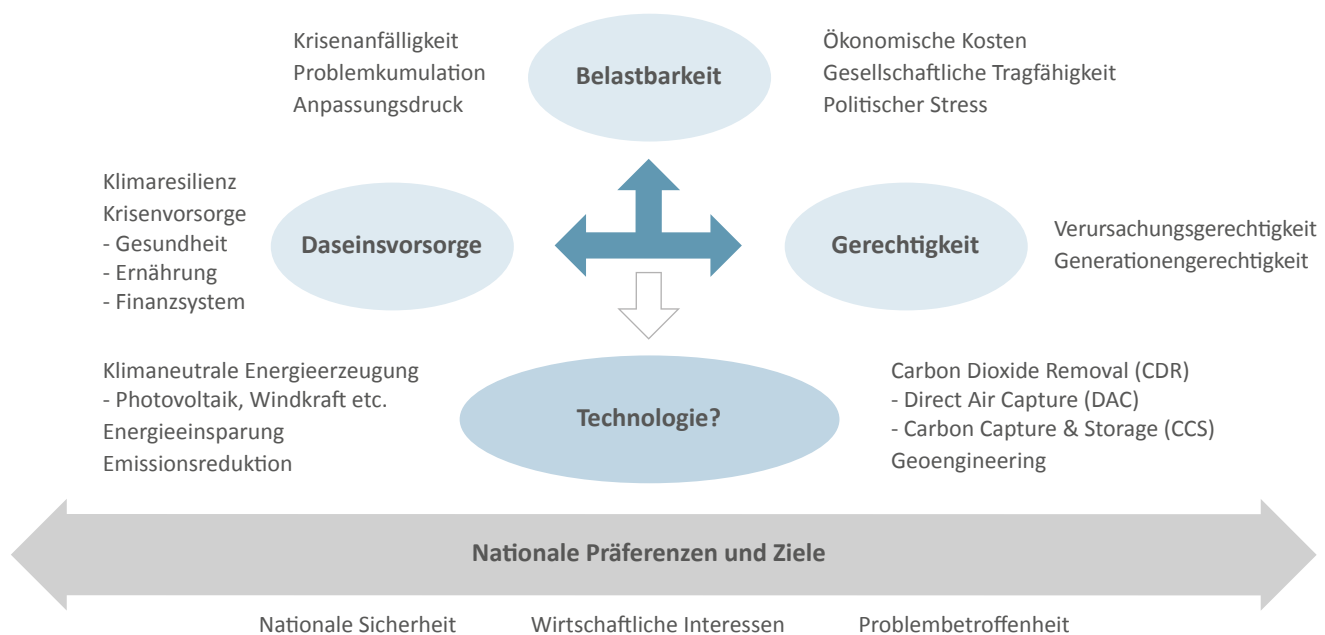 Krisenanfälligkeit
Problemkumulation
Anpassungsdruck
Belastbarkeit
Ökonomische Kosten
Gesellschaftliche Tragfähigkeit
Politischer Stress
Klimaresilienz
Krisenvorsorge
- Gesundheit
- Ernährung
- Finanzsystem
Daseinsvorsorge
Gerechtigkeit
Verursachungsgerechtigkeit
Generationengerechtigkeit
Klimaneutrale Energieerzeugung
- Photovoltaik, Windkraft etc.
Energieeinsparung
Emissionsreduktion
Technologie?
Carbon Dioxide Removal (CDR)
- Direct Air Capture (DAC)
- Carbon Capture & Storage (CCS)
Geoengineering
Nationale Präferenzen und Ziele
Nationale Sicherheit
Wirtschaftliche Interessen
Problembetroffenheit